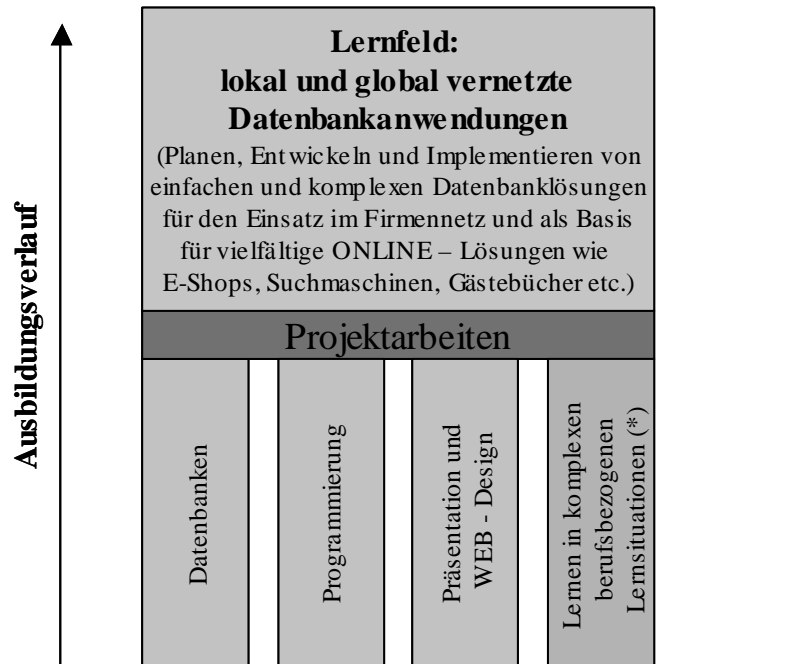 Lernfeld:
lokal und global vernetzte
Datenbankanwendungen
(Planen, Entwickeln und Implementieren von
einfachen und komplexen Datenbanklösungen
für den Einsatz im Firmennetz und als Basis
für vielfältige ONLINE – Lösungen wie
E-Shops, Suchmaschinen, Gästebücher etc.)
Projektarbeiten
Ausbildungsverlauf
Datenbanken
Programmierung
Präsentation und
WEB - Design
Lernen in komplexen
berufsbezogenen
Lernsituationen (*)